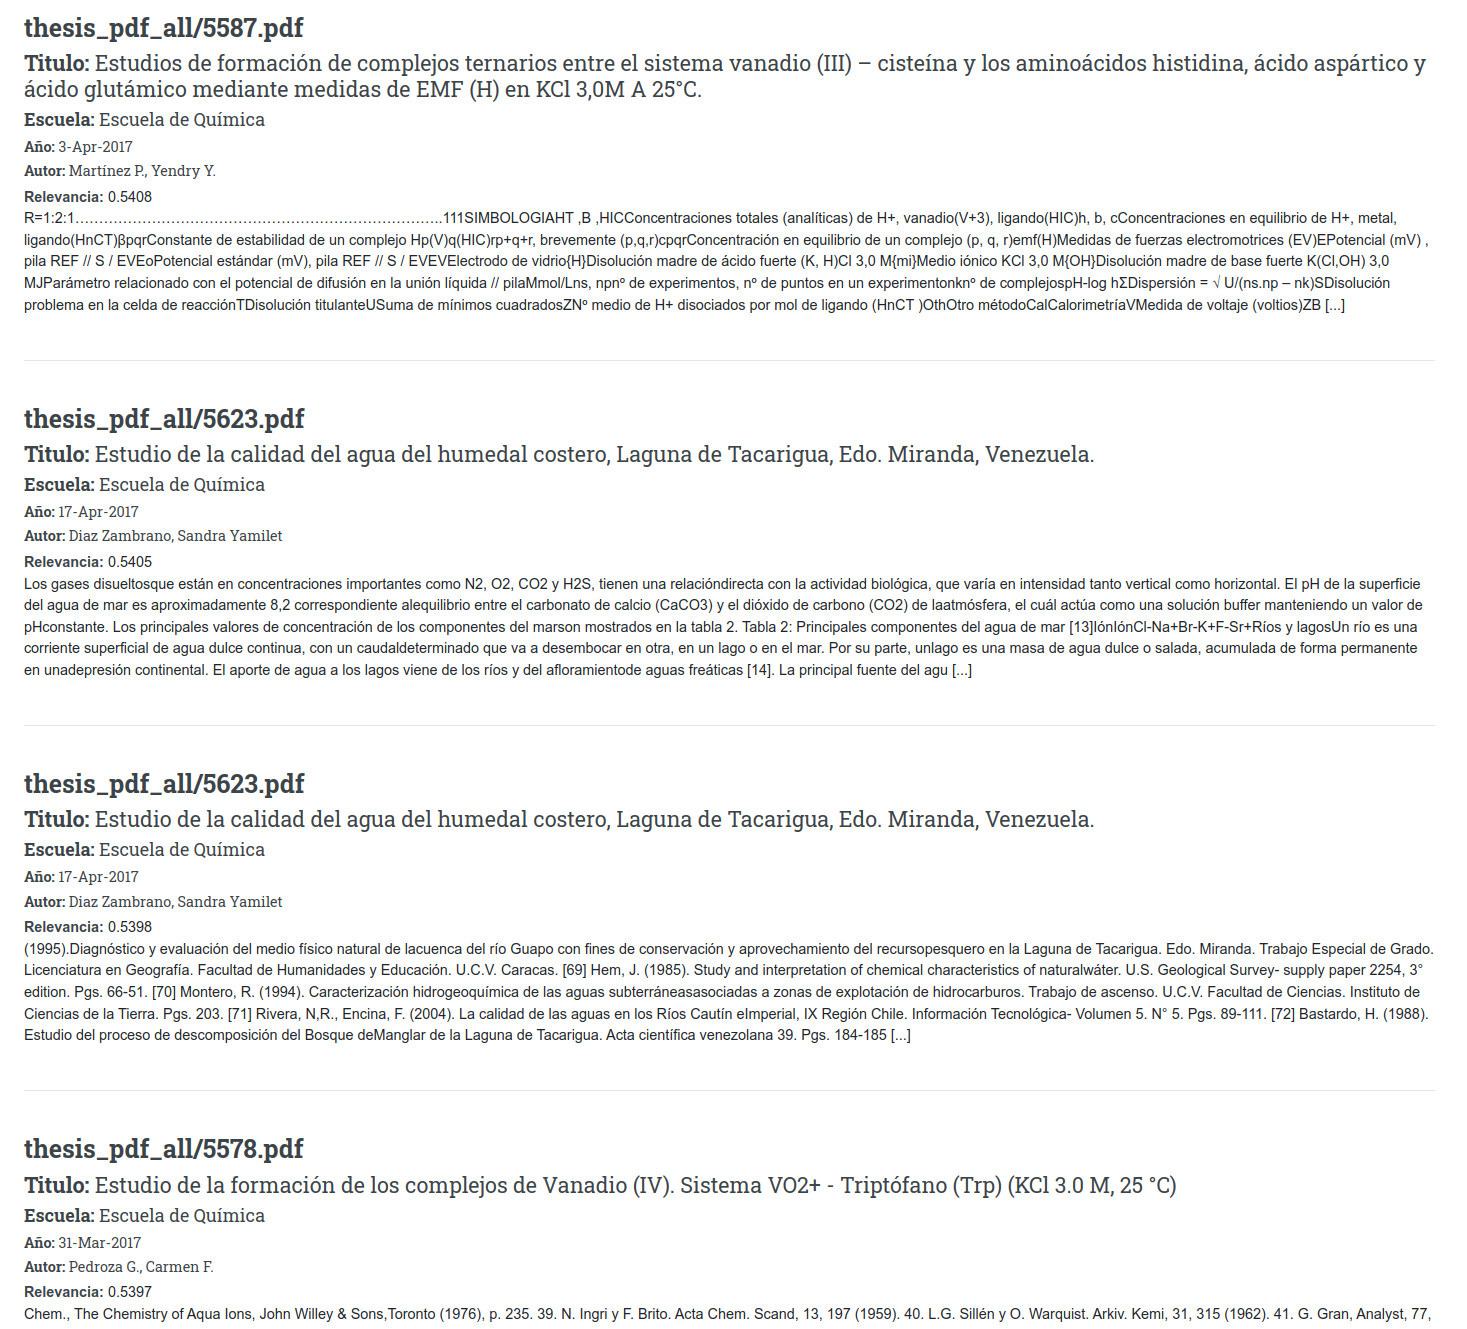 thesis_pdf_all/5587.pdf
Titulo: Estudios de formación de complejos ternarios entre el sistema vanadio (III) – cisteína y los aminoácidos histidina, ácido aspártico y
ácido glutámico mediante medidas de EMF (H) en KCl 3,0M A 25°C.
Escuela: Escuela de Química
Año: 3-Apr-2017
Autor: Martínez P., Yendry Y.
Relevancia: 0.5408
R=1:2:1…………………………………………………………………..111SIMBOLOGIAHT ,B ,HICConcentraciones totales (analíticas) de H+, vanadio(V+3), ligando(HIC)h, b, cConcentraciones en equilibrio de H+, metal,
ligando(HnCT)βpqrConstante de estabilidad de un complejo Hp(V)q(HIC)rp+q+r, brevemente (p,q,r)cpqrConcentración en equilibrio de un complejo (p, q, r)emf(H)Medidas de fuerzas electromotrices (EV)EPotencial (mV) ,
pila REF // S / EVEoPotencial estándar (mV), pila REF // S / EVEVElectrodo de vidrio{H}Disolución madre de ácido fuerte (K, H)Cl 3,0 M{mi}Medio iónico KCl 3,0 M{OH}Disolución madre de base fuerte K(Cl,OH) 3,0
MJParámetro relacionado con el potencial de difusión en la unión líquida // pilaMmol/Lns, npnº de experimentos, nº de puntos en un experimentonknº de complejospH-log hΣDispersión = √ U/(ns.np – nk)SDisolución
problema en la celda de reacciónTDisolución titulanteUSuma de mínimos cuadradosZNº medio de H+ disociados por mol de ligando (HnCT )OthOtro métodoCalCalorimetríaVMedida de voltaje (voltios)ZB [...]
thesis_pdf_all/5623.pdf
Titulo: Estudio de la calidad del agua del humedal costero, Laguna de Tacarigua, Edo. Miranda, Venezuela.
Escuela: Escuela de Química
Año: 17-Apr-2017
Autor: Diaz Zambrano, Sandra Yamilet
Relevancia: 0.5405
Los gases disueltosque están en concentraciones importantes como N2, O2, CO2 y H2S, tienen una relacióndirecta con la actividad biológica, que varía en intensidad tanto vertical como horizontal. El pH de la superficie
del agua de mar es aproximadamente 8,2 correspondiente alequilibrio entre el carbonato de calcio (CaCO3) y el dióxido de carbono (CO2) de laatmósfera, el cuál actúa como una solución buffer manteniendo un valor de
pHconstante. Los principales valores de concentración de los componentes del marson mostrados en la tabla 2. Tabla 2: Principales componentes del agua de mar [13]IónIónCl-Na+Br-K+F-Sr+Ríos y lagosUn río es una
corriente superficial de agua dulce continua, con un caudaldeterminado que va a desembocar en otra, en un lago o en el mar. Por su parte, unlago es una masa de agua dulce o salada, acumulada de forma permanente
en unadepresión continental. El aporte de agua a los lagos viene de los ríos y del afloramientode aguas freáticas [14]. La principal fuente del agu [...]
thesis_pdf_all/5623.pdf
Titulo: Estudio de la calidad del agua del humedal costero, Laguna de Tacarigua, Edo. Miranda, Venezuela.
Escuela: Escuela de Química
Año: 17-Apr-2017
Autor: Diaz Zambrano, Sandra Yamilet
Relevancia: 0.5398
(1995).Diagnóstico y evaluación del medio físico natural de lacuenca del río Guapo con fines de conservación y aprovechamiento del recursopesquero en la Laguna de Tacarigua. Edo. Miranda. Trabajo Especial de Grado.
Licenciatura en Geografía. Facultad de Humanidades y Educación. U.C.V. Caracas. [69] Hem, J. (1985). Study and interpretation of chemical characteristics of naturalwáter. U.S. Geological Survey- supply paper 2254, 3°
edition. Pgs. 66-51. [70] Montero, R. (1994). Caracterización hidrogeoquímica de las aguas subterráneasasociadas a zonas de explotación de hidrocarburos. Trabajo de ascenso. U.C.V. Facultad de Ciencias. Instituto de
Ciencias de la Tierra. Pgs. 203. [71] Rivera, N,R., Encina, F. (2004). La calidad de las aguas en los Ríos Cautín eImperial, IX Región Chile. Información Tecnológica- Volumen 5. N° 5. Pgs. 89-111. [72] Bastardo, H. (1988).
Estudio del proceso de descomposición del Bosque deManglar de la Laguna de Tacarigua. Acta científica venezolana 39. Pgs. 184-185 [...]
thesis_pdf_all/5578.pdf
Titulo: Estudio de la formación de los complejos de Vanadio (IV). Sistema VO2+ - Triptófano (Trp) (KCl 3.0 M, 25 °C)
Escuela: Escuela de Química
Año: 31-Mar-2017
Autor: Pedroza G., Carmen F.
Relevancia: 0.5397
Chem., The Chemistry of Aqua Ions, John Willey & Sons,Toronto (1976), p. 235. 39. N. Ingri y F. Brito. Acta Chem. Scand, 13, 197 (1959). 40. L.G. Sillén y O. Warquist. Arkiv. Kemi, 31, 315 (1962). 41. G. Gran, Analyst, 77,